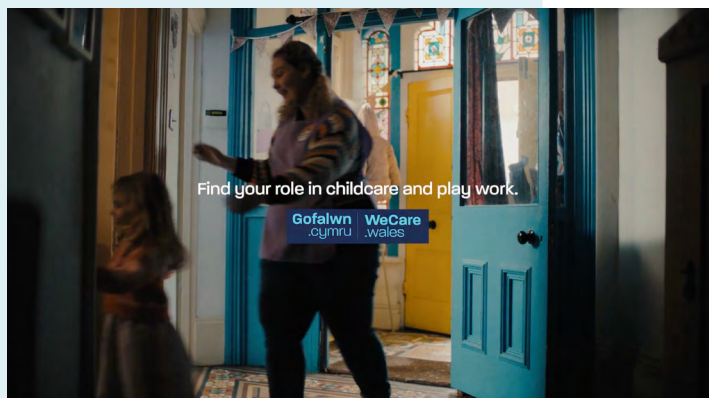 Find your role in childcare and play work.
Gofalwn WeCare
.cymru .wales